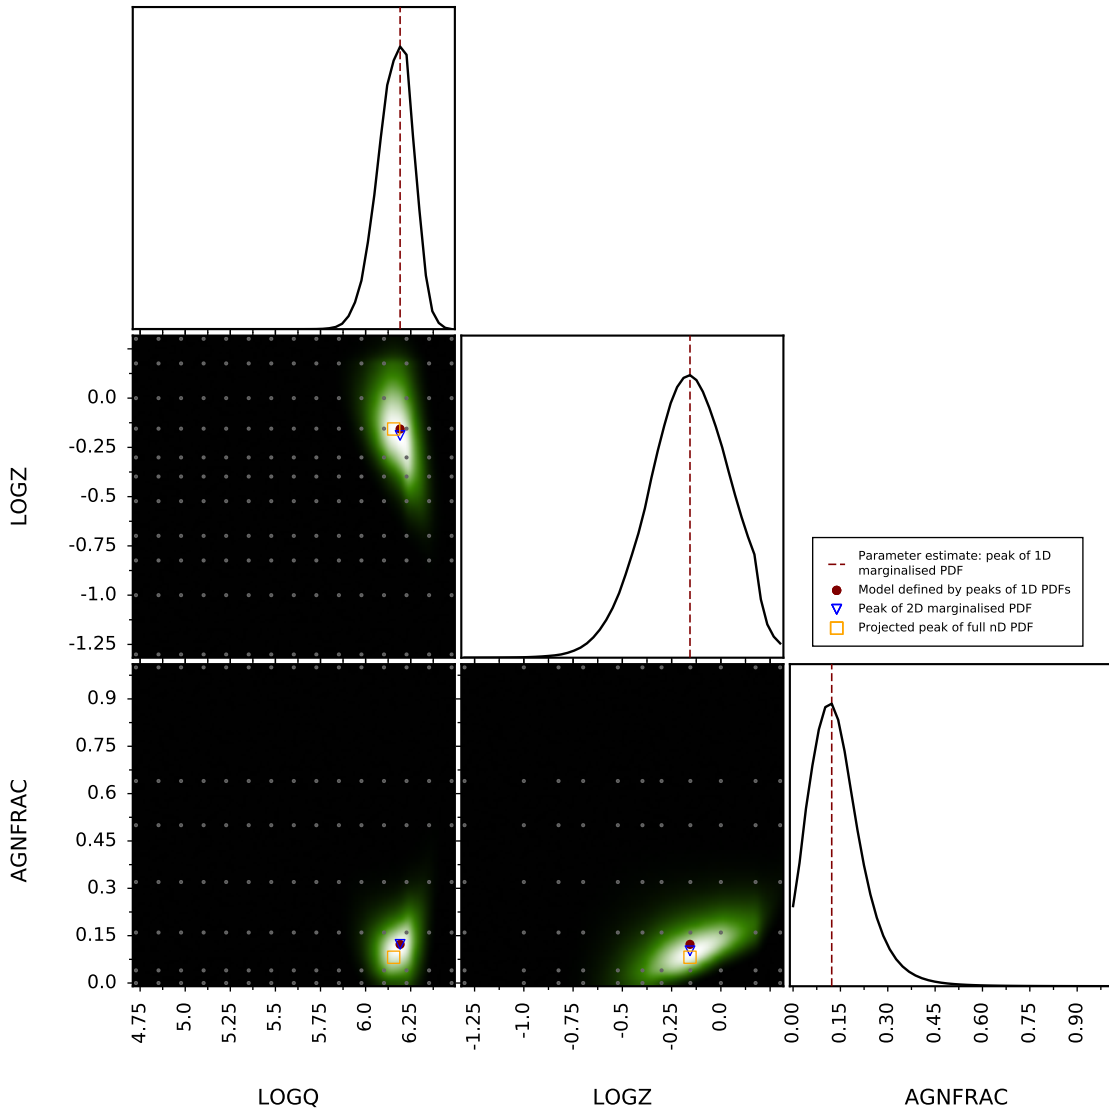 0.0
-0.25
-0.5
-0.75
-1.0
-1.25
LOGZ
Parameter estimate: peak of 1D
marginalised PDF
Model defined by peaks of 1D PDFs
Peak of 2D marginalised PDF
Projected peak of full nD PDF
0.9
0.75
0.6
0.45
0.3
0.15
0.0
AGNFRAC
4.75 5.0 5.25 5.5 5.75 6.0 6.25
-1.25 -1.0 -0.75 -0.5 -0.25 0.0
0.00 0.15 0.30 0.45 0.60 0.75 0.90
LOGQ LOGZ AGNFRAC